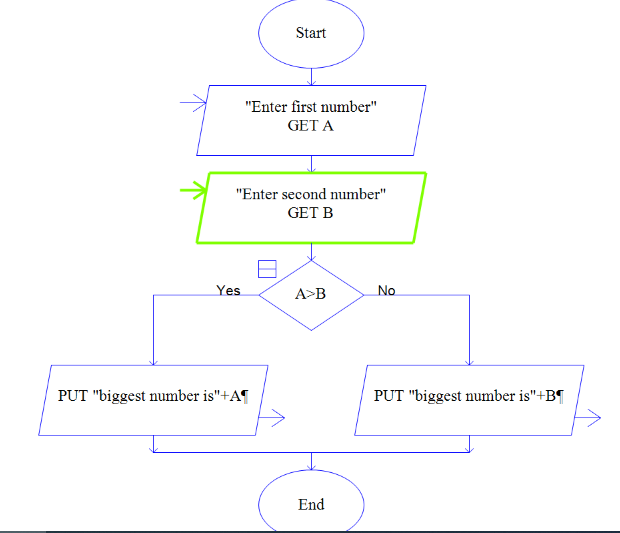 Start
"Enter first number"
GET A
"Enter second number"
GET B
Yes
A>B
No
PUT "biggest number is"+A¶
PUT "biggest number is"+B¶
End